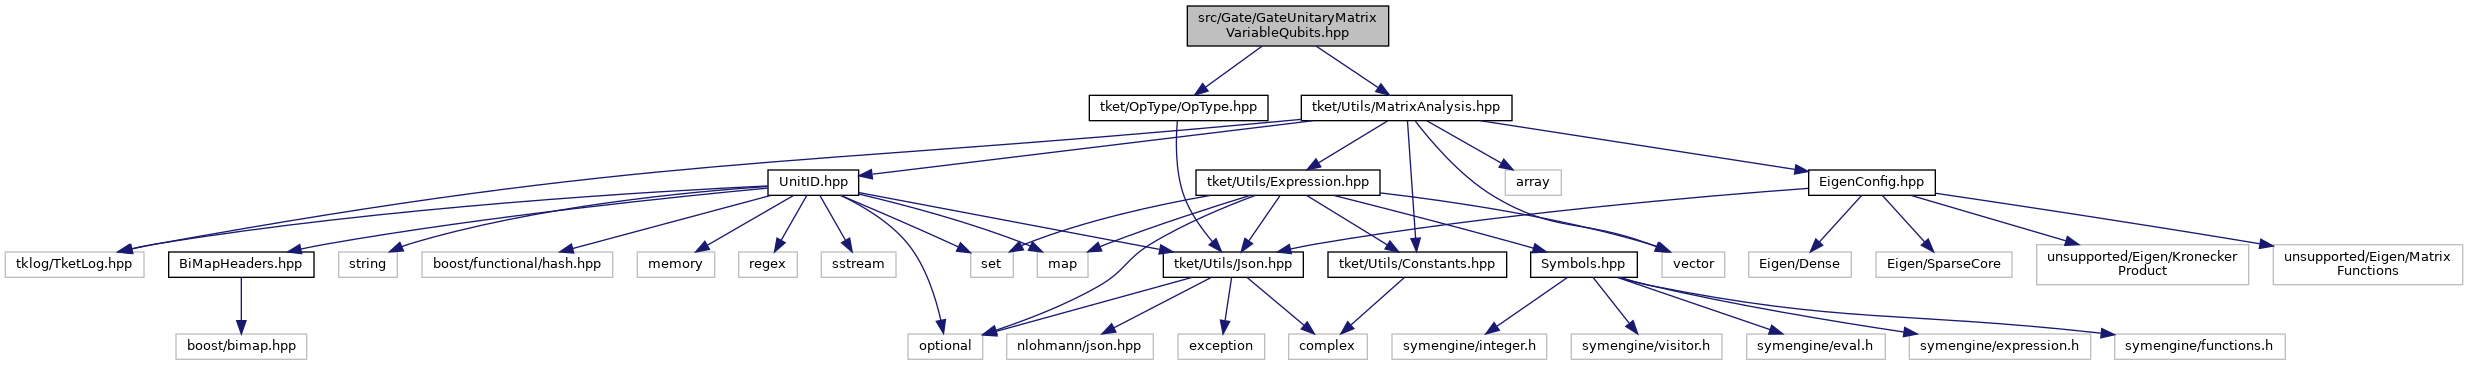 src/Gate/GateUnitaryMatrix
VariableQubits.hpp
tket/OpType/OpType.hpp
tket/Utils/MatrixAnalysis.hpp
UnitID.hpp
tket/Utils/Expression.hpp
array
EigenConfig.hpp
tklog/TketLog.hpp
BiMapHeaders.hpp
string
boost/functional/hash.hpp
memory
regex
sstream
set
map
tket/Utils/Json.hpp
tket/Utils/Constants.hpp
Symbols.hpp
vector
Eigen/Dense
Eigen/SparseCore
unsupported/Eigen/Kronecker
Product
unsupported/Eigen/Matrix
Functions
boost/bimap.hpp
optional
nlohmann/json.hpp
exception
complex
symengine/integer.h
symengine/visitor.h
symengine/eval.h
symengine/expression.h
symengine/functions.h